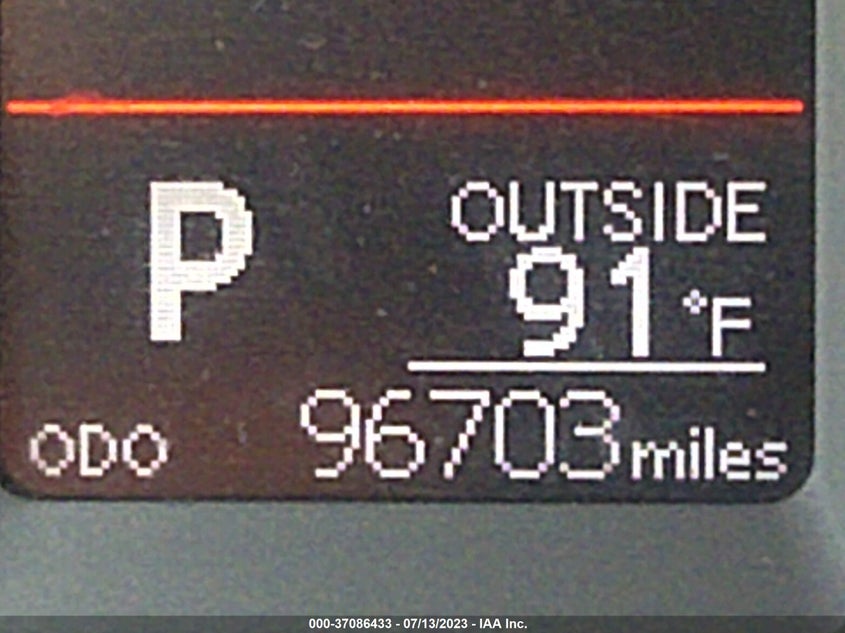 P
OUTSIDE
91 °F
ODO 96703 miles
000-37086433 - 07/13/2023 - IAA Inc.